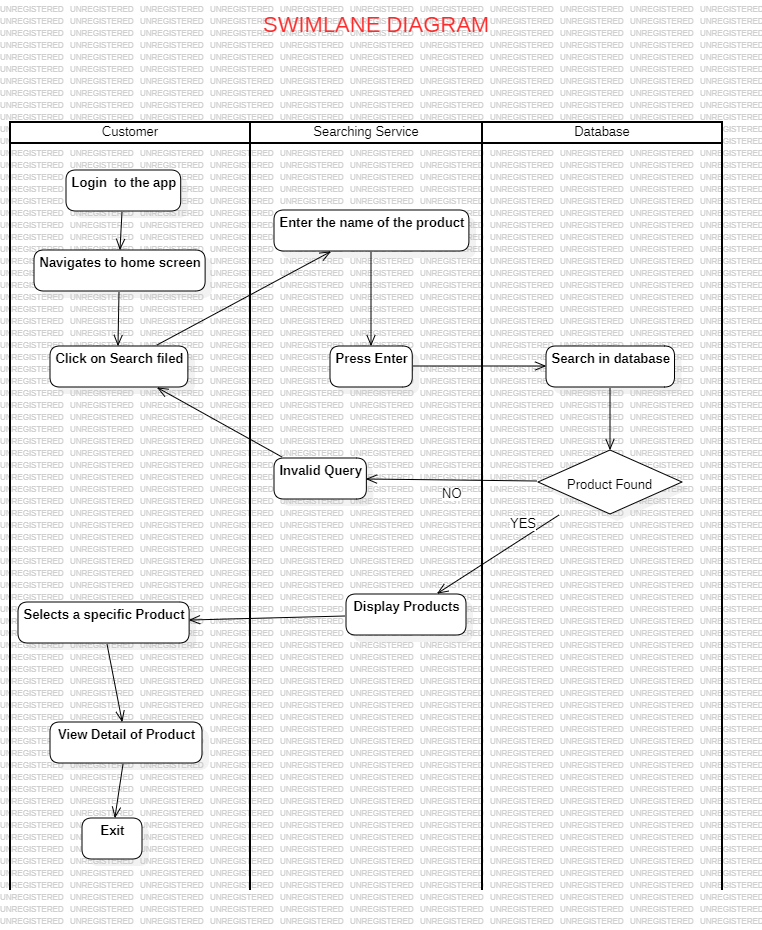 SWIMLANE DIAGRAM
Customer
Searching Service
Database
Login  to the app
Enter the name of the product
Navigates to home screen
Click on Search filed
Press Enter
Search in database
Invalid Query
Product Found
NO
YES
Display Products
Selects a specific Product
View Detail of Product
Exit
UNREGISTERED